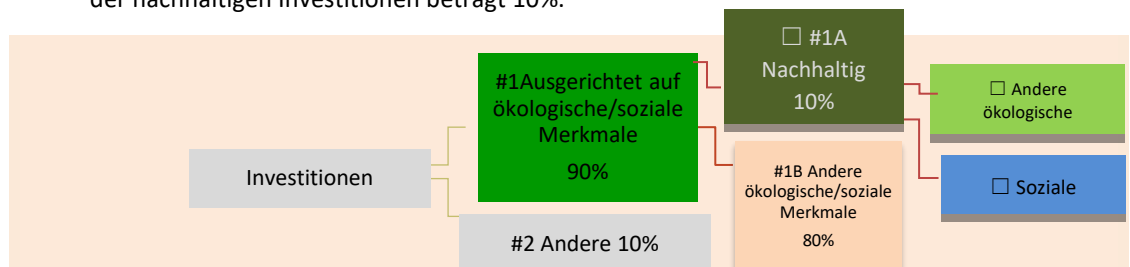 der nachhaltigen Investitionen beträgt 10%.
☐ #1A
Nachhaltig
10%
#1Ausgerichtet auf
ökologische/soziale
Merkmale
90%
☐ Andere
ökologische
Investitionen
#1B Andere
ökologische/soziale
Merkmale
80%
☐ Soziale
#2 Andere 10%